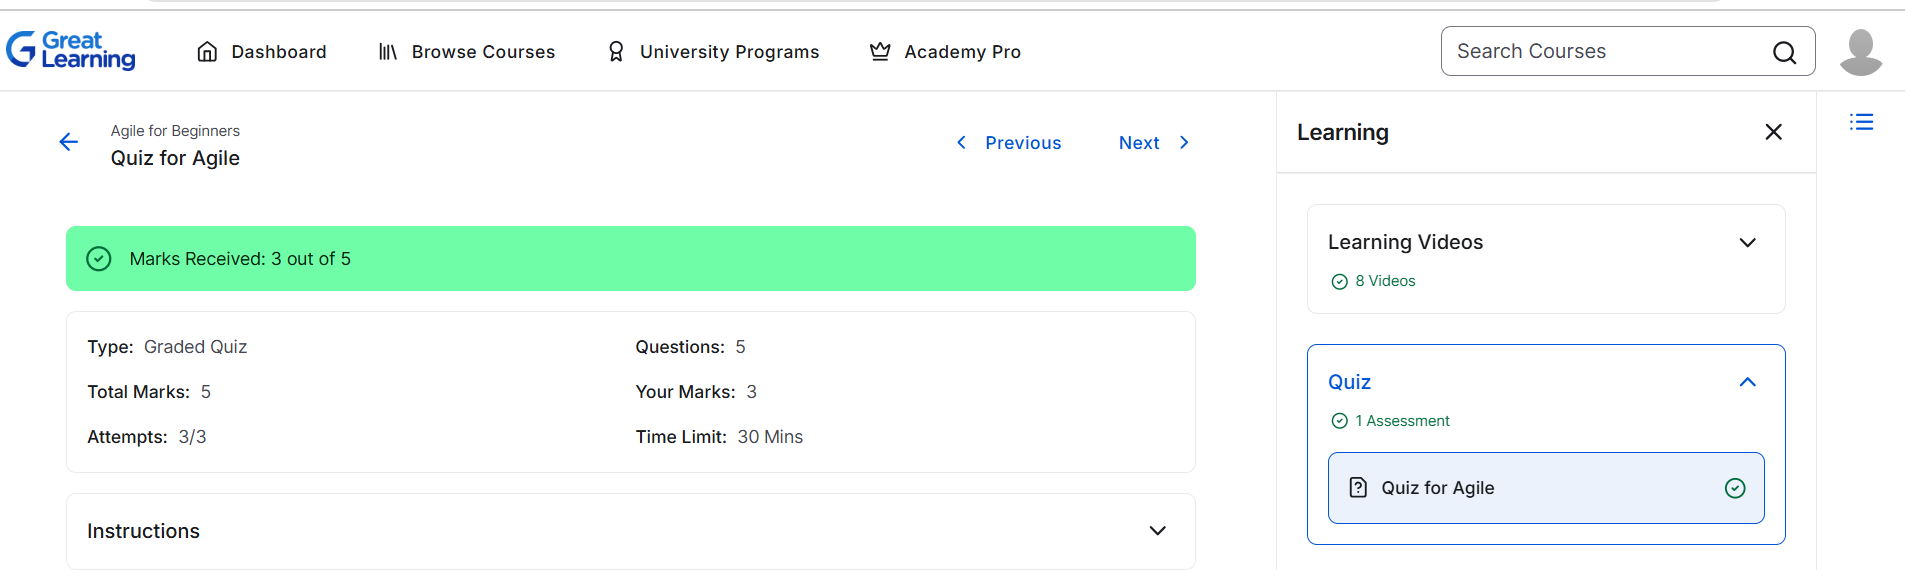 Great
Learning
Dashboard
Browse Courses
University Programs
Academy Pro
Search Courses
Agile for Beginners
Quiz for Agile
Previous
Next
Marks Received: 3 out of 5
Type: Graded Quiz
Questions: 5
Total Marks: 5
Your Marks: 3
Attempts: 3/3
Time Limit: 30 Mins
Instructions
Learning
Learning Videos
8 Videos
Quiz
1 Assessment
Quiz for Agile